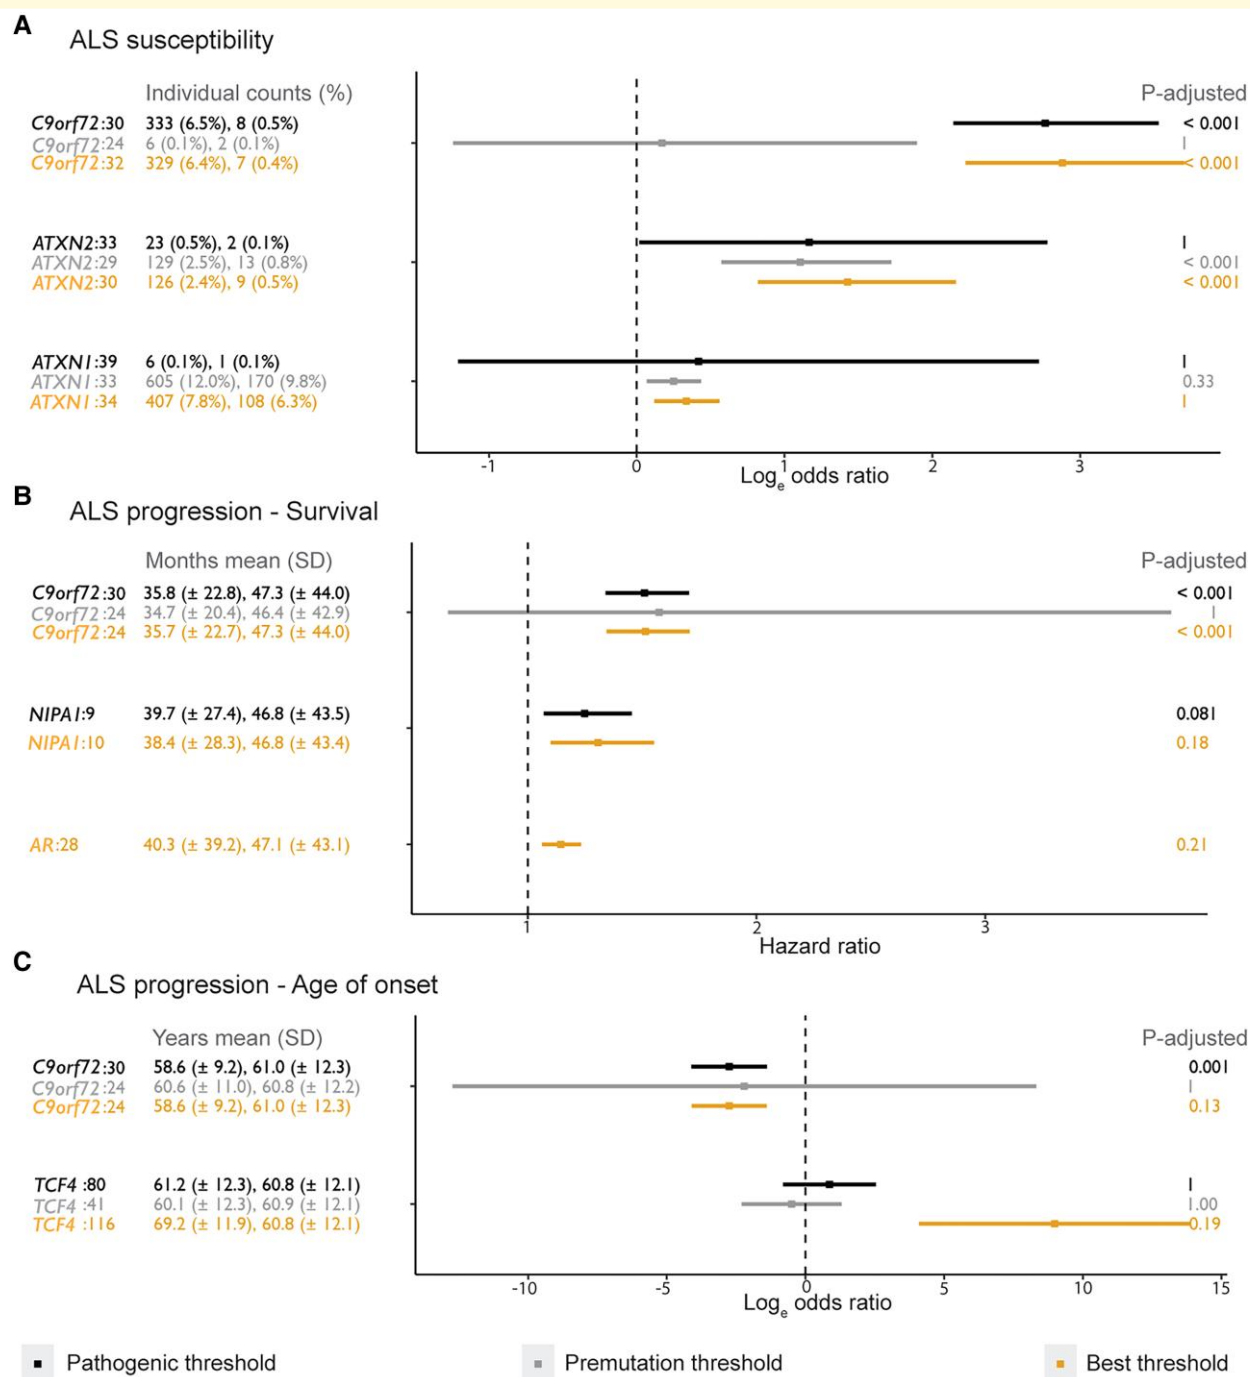 A
ALS susceptibility
Individual counts (%)
P-adjusted
C9orf72:30 333 (6.5%), 8 (0.5%) < 0.001
C9orf72:24 6 (0.1%), 2 (0.1%) 1
C9orf72:32 329 (6.4%), 7 (0.4%) < 0.001
ATXN2:33 23 (0.5%), 2 (0.1%) 1
ATXN2:29 129 (2.5%), 13 (0.8%) < 0.001
ATXN2:30 126 (2.4%), 9 (0.5%) < 0.001
ATXN1:39 6 (0.1%), 1 (0.1%) 1
ATXN1:33 605 (12.0%), 170 (9.8%) 0.33
ATXN1:34 407 (7.8%), 108 (6.3%) 1
-1 0 1 2 3
Loge odds ratio
B
ALS progression - Survival
Months mean (SD)
P-adjusted
C9orf72:30 35.8 (± 22.8), 47.3 (± 44.0) < 0.001
C9orf72:24 34.7 (± 20.4), 46.4 (± 42.9) 1
C9orf72:24 35.7 (± 22.7), 47.3 (± 44.0) < 0.001
NIPA1:9 39.7 (± 27.4), 46.8 (± 43.5) 0.081
NIPA1:10 38.4 (± 28.3), 46.8 (± 43.4) 0.18
AR:28 40.3 (± 39.2), 47.1 (± 43.1) 0.21
1 2 3
Hazard ratio
C
ALS progression - Age of onset
Years mean (SD)
P-adjusted
C9orf72:30 58.6 (± 9.2), 61.0 (± 12.3) 0.001
C9orf72:24 60.6 (± 11.0), 60.8 (± 12.2) 1
C9orf72:24 58.6 (± 9.2), 61.0 (± 12.3) 0.13
TCF4 :80 61.2 (± 12.3), 60.8 (± 12.1) 1
TCF4 :41 60.1 (± 12.3), 60.9 (± 12.1) 1.00
TCF4 :116 69.2 (± 11.9), 60.8 (± 12.1) 0.19
-10 -5 0 5 10 15
Loge odds ratio
Pathogenic threshold Premutation threshold Best threshold